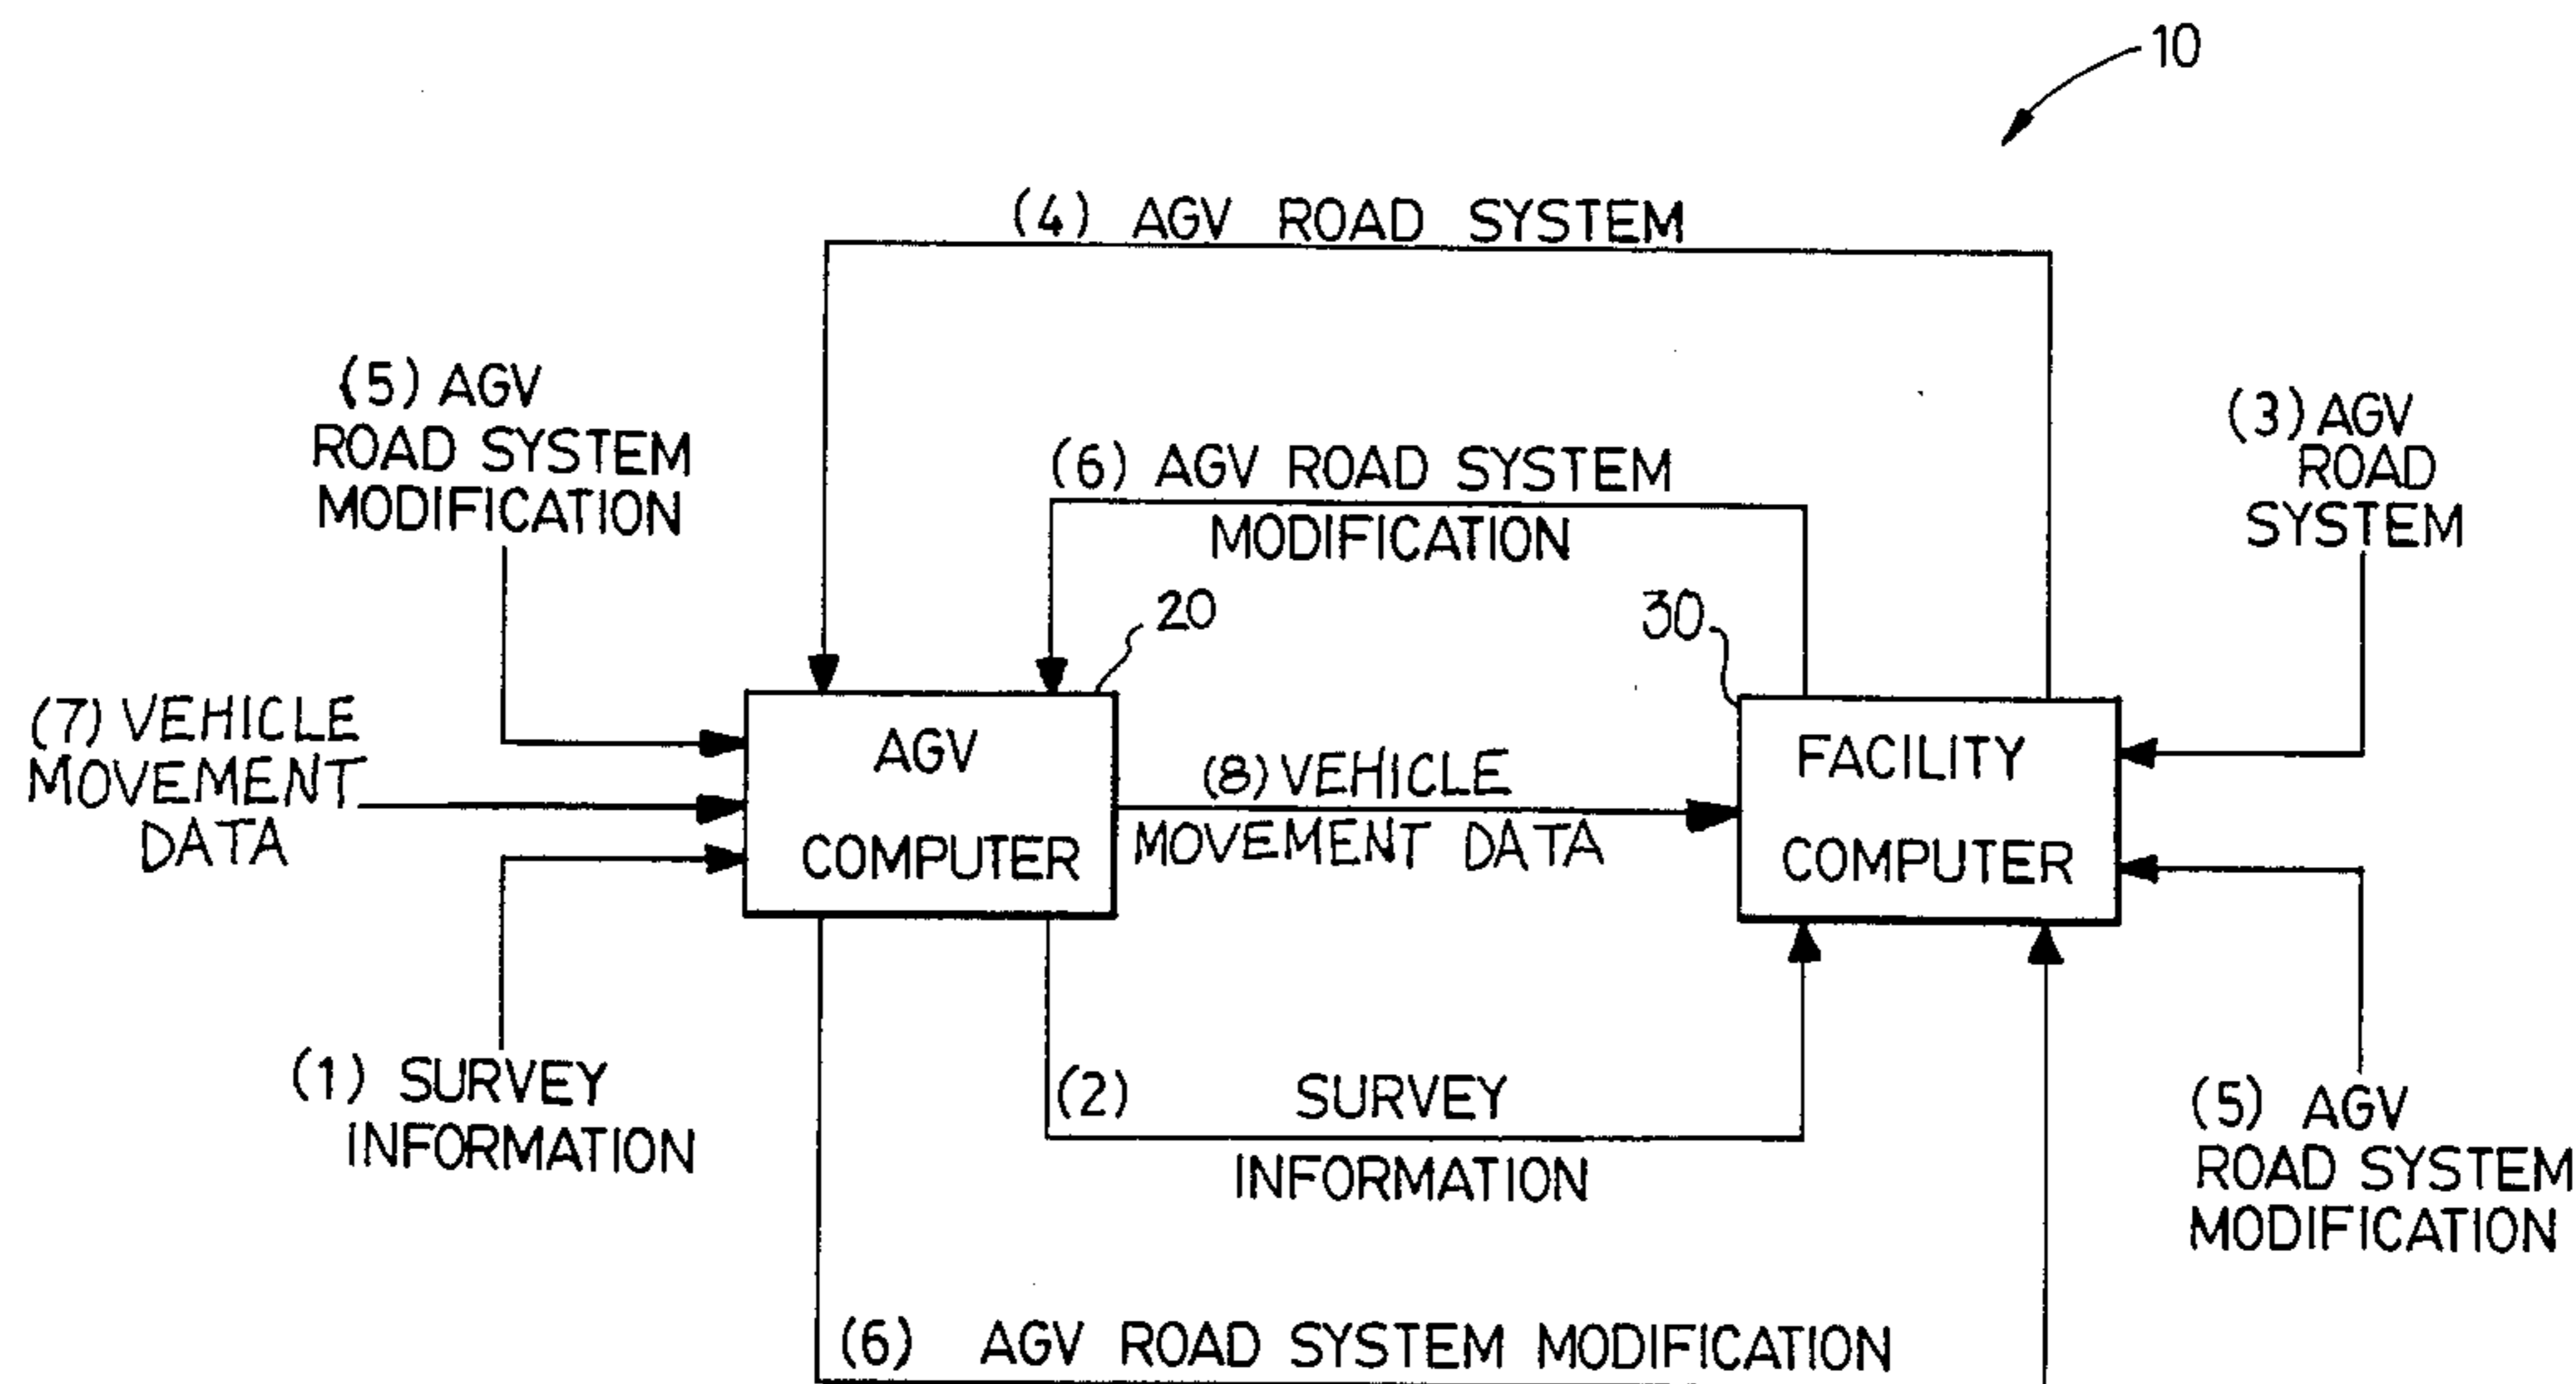 10
(4) AGV ROAD SYSTEM
(5) AGV
ROAD SYSTEM
MODIFICATION
(6) AGV ROAD SYSTEM
MODIFICATION
(3) AGV
ROAD
SYSTEM
20
30
(7) VEHICLE
MOVEMENT
DATA
AGV
COMPUTER
(8) VEHICLE
MOVEMENT DATA
FACILITY
COMPUTER
(1) SURVEY
INFORMATION
(2) SURVEY
INFORMATION
(5) AGV
ROAD SYSTEM
MODIFICATION
(6) AGV ROAD SYSTEM MODIFICATION